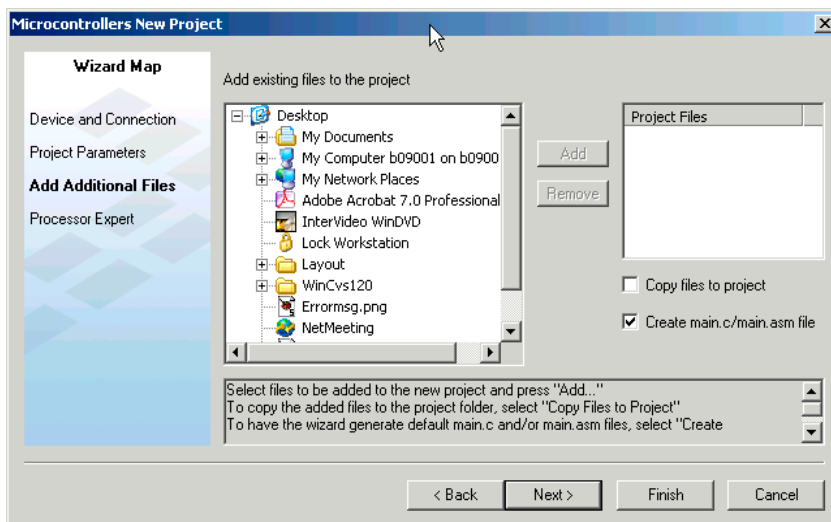 Microcontrollers New Project
Wizard Map
Device and Connection
Project Parameters
Add Additional Files
Processor Expert
Add existing files to the project
Desktop
My Documents
My Computer b09001 on b0900
My Network Places
Adobe Acrobat 7.0 Professional
InterVideo WinDVD
Lock Workstation
Layout
WinCvs120
Errormsg.png
NetMeeting
Add
Remove
Project Files
Copy files to project
Create main.c/main.asm file
Select files to be added to the new project and press "Add..."
To copy the added files to the project folder, select "Copy Files to Project"
To have the wizard generate default main.c and/or main.asm files, select "Create
< Back
Next >
Finish
Cancel